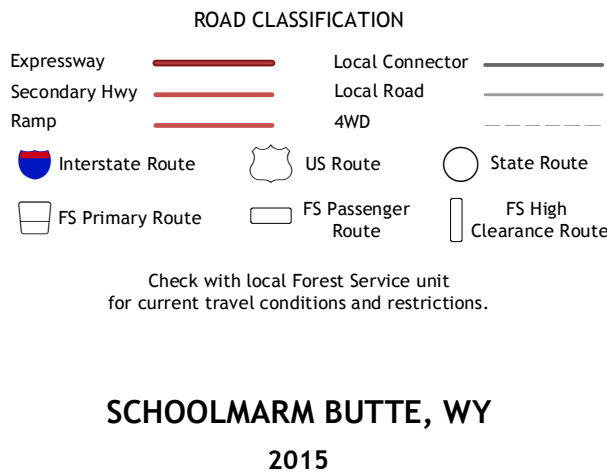 ROAD CLASSIFICATION
Expressway
Local Connector
Secondary Hwy
Local Road
Ramp
4WD
Interstate Route
US Route
State Route
FS Primary Route
FS Passenger
Route
FS High
Clearance Route
Check with local Forest Service unit
for current travel conditions and restrictions.
SCHOOLMARM BUTTE, WY
2015